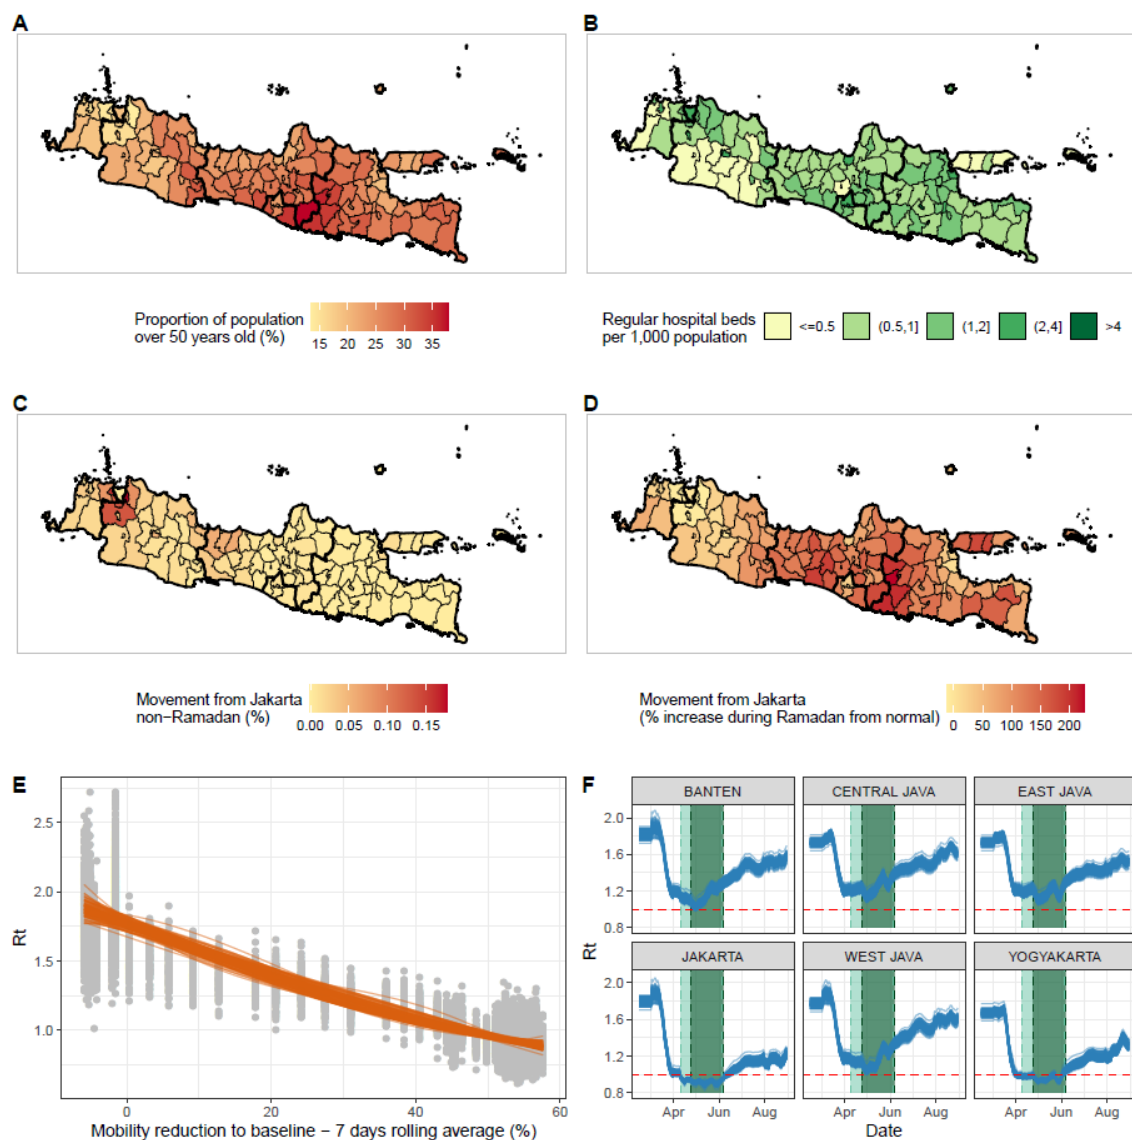 A
B
Proportion of population
over 50 years old (%)
15 20 25 30 35
Regular hospital beds
per 1,000 population
<=0.5 (0.5,1] (1,2] (2,4] >4
C
D
Movement from Jakarta
non−Ramadan (%)
0.00 0.05 0.10 0.15
Movement from Jakarta
(% increase during Ramadan from normal)
0 50 100 150 200
E
2.5
2.0
1.5
1.0
Rt
0 20 40 60
Mobility reduction to baseline − 7 days rolling average (%)
F
BANTEN CENTRAL JAVA EAST JAVA
2.0
1.6
1.2
0.8
JAKARTA WEST JAVA YOGYAKARTA
2.0
1.6
1.2
0.8
Rt
Apr Jun Aug Apr Jun Aug Apr Jun Aug
Date